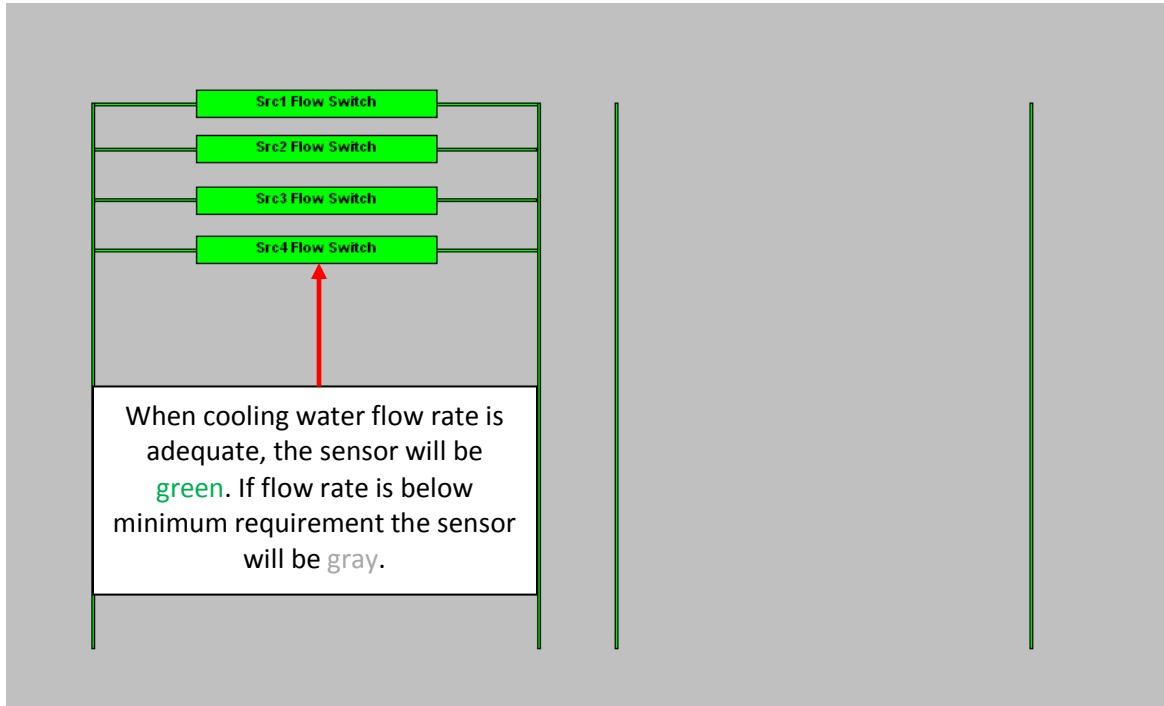 Src1 Flow Switch
Src2 Flow Switch
Src3 Flow Switch
Src4 Flow Switch
When cooling water flow rate is
adequate, the sensor will be
green. If flow rate is below
minimum requirement the sensor
will be gray.